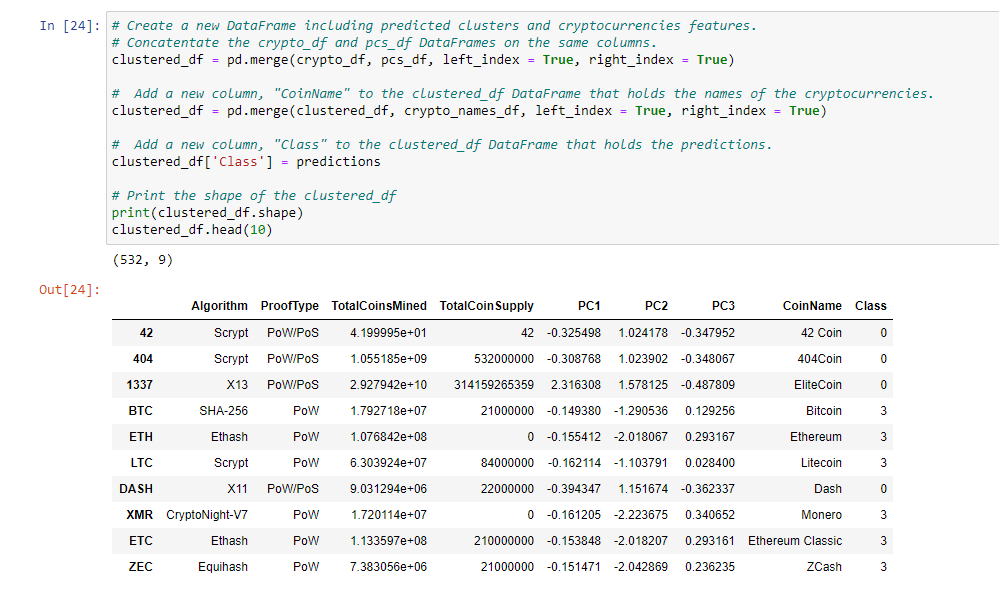 In [24]: # Create a new DataFrame including predicted clusters and cryptocurrencies features.
# Concatentate the crypto_df and pcs_df DataFrames on the same columns.
clustered_df = pd.merge(crypto_df, pcs_df, left_index = True, right_index = True)
#  Add a new column, "CoinName" to the clustered_df DataFrame that holds the names of the cryptocurrencies.
clustered_df = pd.merge(clustered_df, crypto_names_df, left_index = True, right_index = True)
#  Add a new column, "Class" to the clustered_df DataFrame that holds the predictions.
clustered_df['Class'] = predictions
# Print the shape of the clustered_df
print(clustered_df.shape)
clustered_df.head(10)
(532, 9)
Out[24]:
Algorithm ProofType TotalCoinsMined TotalCoinSupply PC1 PC2 PC3 CoinName Class
42 Scrypt PoW/PoS 4.199995e+01 42 -0.325498 1.024178 -0.347952 42 Coin 0
404 Scrypt PoW/PoS 1.055185e+09 532000000 -0.308768 1.023902 -0.348067 404Coin 0
1337 X13 PoW/PoS 2.927942e+10 314159265359 2.316308 1.578125 -0.487809 EliteCoin 0
BTC SHA-256 PoW 1.792718e+07 21000000 -0.149380 -1.290536 0.129256 Bitcoin 3
ETH Ethash PoW 1.076842e+08 0 -0.155412 -2.018067 0.293167 Ethereum 3
LTC Scrypt PoW 6.303924e+07 84000000 -0.162114 -1.103791 0.028400 Litecoin 3
DASH X11 PoW/PoS 9.031294e+06 22000000 -0.394347 1.151674 -0.362337 Dash 0
XMR CryptoNight-V7 PoW 1.720114e+07 0 -0.161205 -2.223675 0.340652 Monero 3
ETC Ethash PoW 1.133597e+08 210000000 -0.153848 -2.018207 0.293161 Ethereum Classic 3
ZEC Equihash PoW 7.383056e+06 21000000 -0.151471 -2.042869 0.236235 ZCash 3